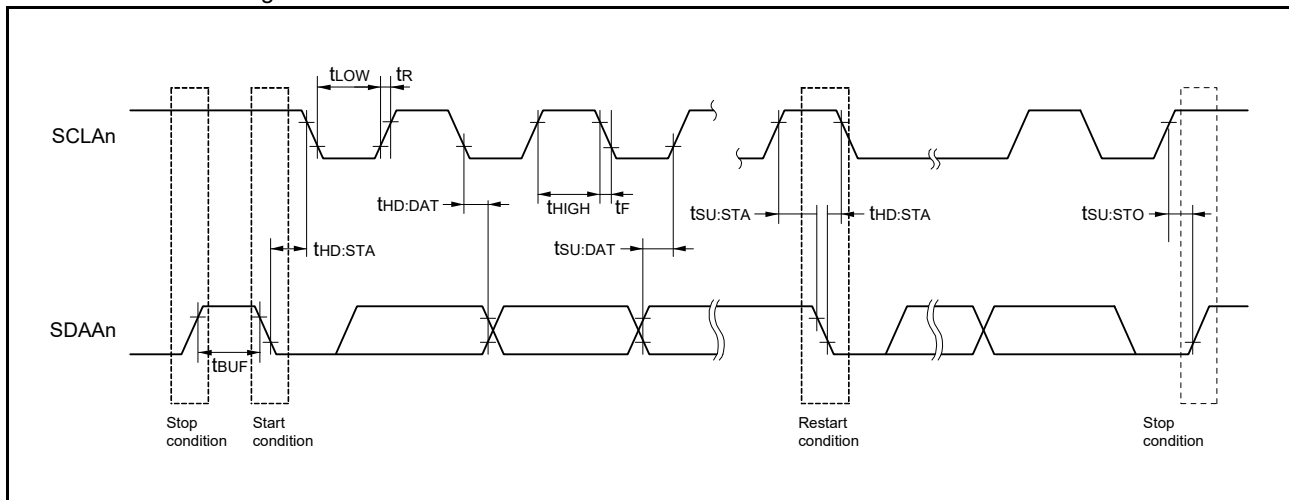 tLOW
tR
SCLAn
tHD:DAT
tHIGH
tF
tSU:STA
tHD:STA
tSU:STO
tHD:STA
tSU:DAT
SDAAn
tBUF
Stop
condition
Start
condition
Restart
condition
Stop
condition